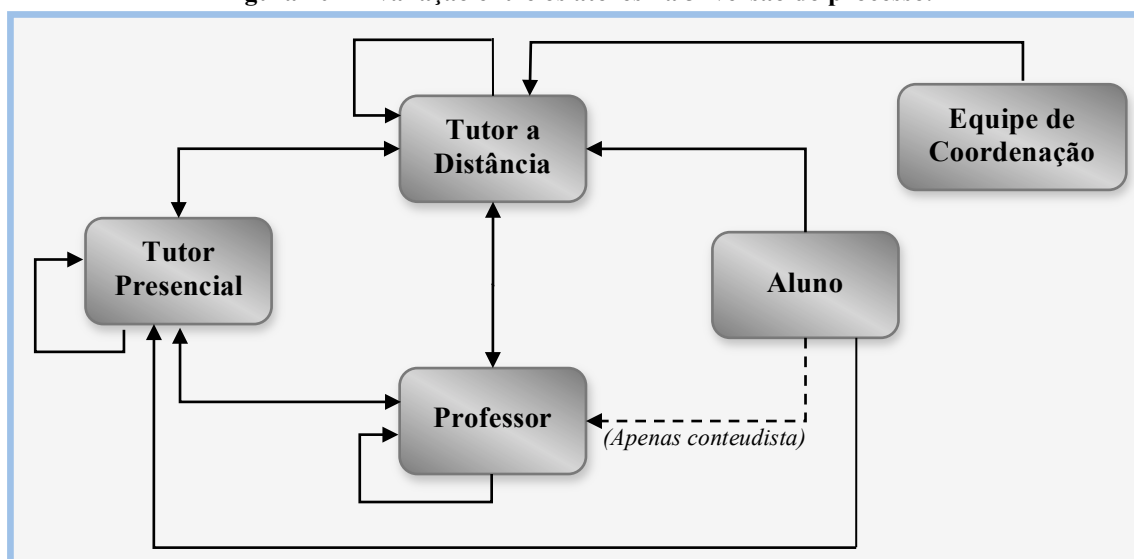 Tutor a
Distância
Equipe de
Coordenação
Tutor
Presencial
Aluno
Professor
(Apenas conteudista)